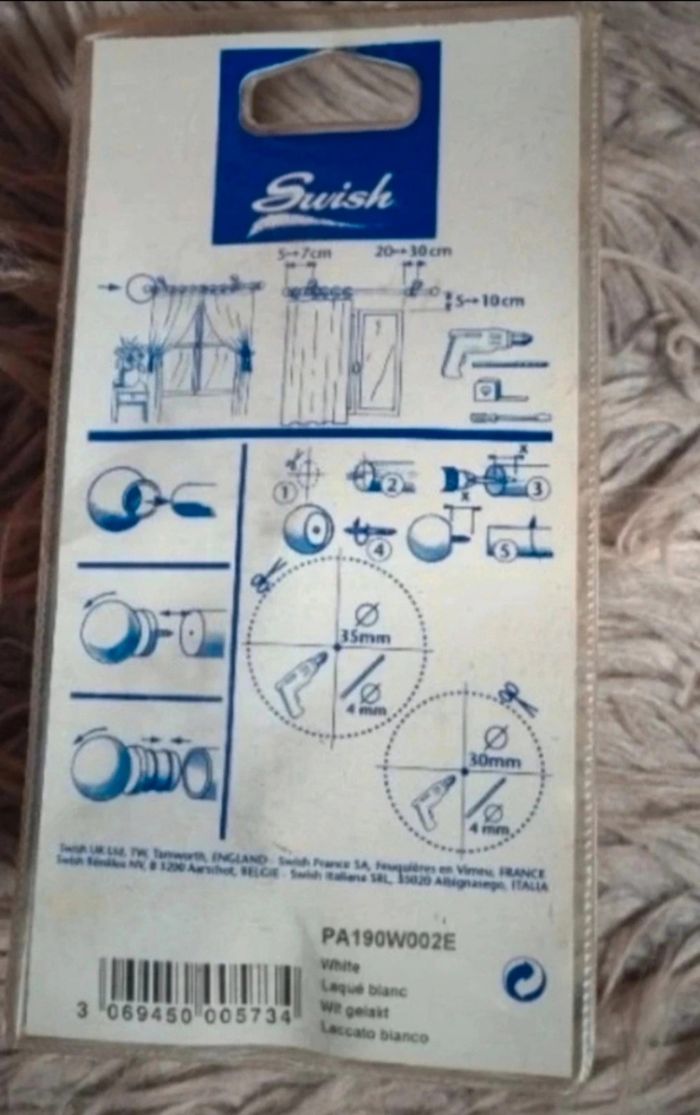 Swish
5→7cm 20→30cm
5→10cm
x
1 2 3
x
4 5
Ø
35mm
Ø
4 mm
Ø
30mm
Ø
4 mm
Swish UK Ltd, TW, Tamworth, ENGLAND - Swish France SA, Feuquières en Vimeu, FRANCE
Swish Bénélux NV, B 3200 Aarschot, BELGIE - Swish Italiana SRL, 35020 Albignasego, ITALIA
PA190W002E
White
Laqué blanc
Wit gelakt
Laccato bianco
3 069450 005734